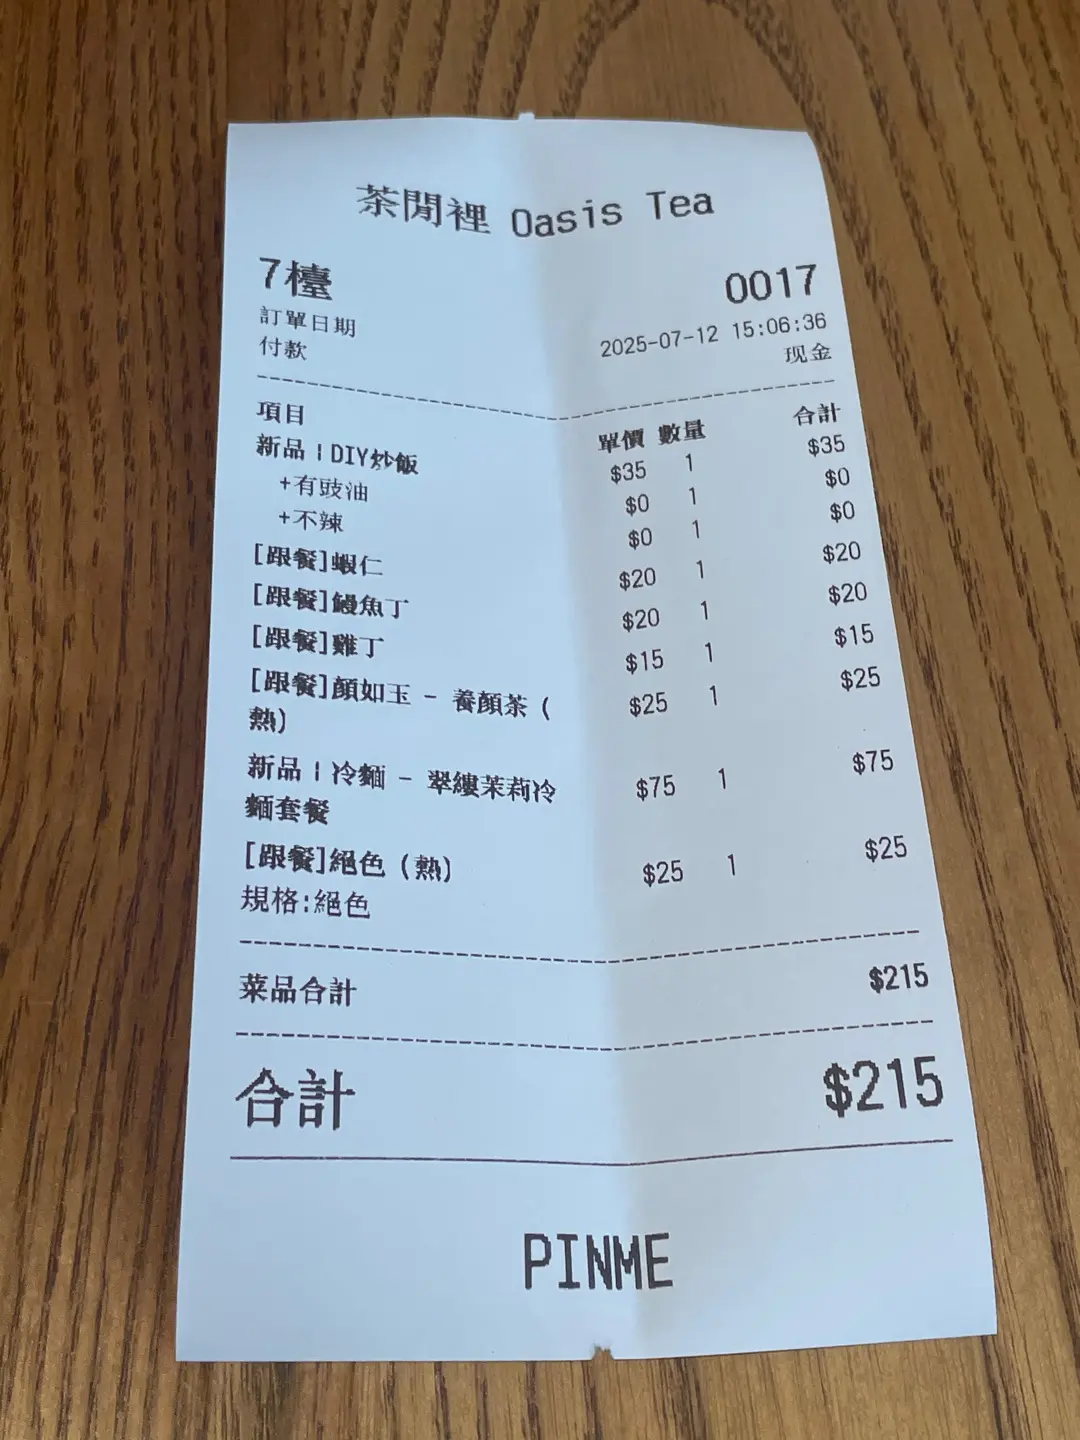 茶閒裡 Oasis Tea
7檯 0017
訂單日期 2025-07-12 15:06:36
付款 现金
項目 單價 數量 合計
新品|DIY炒飯 $35 1 $35
+有豉油 $0 1 $0
+不辣 $0 1 $0
[跟餐]蝦仁 $20 1 $20
[跟餐]鰻魚丁 $20 1 $20
[跟餐]雞丁 $15 1 $15
[跟餐]顏如玉 - 養顏茶 ( $25 1 $25
熱)
新品|冷麵 - 翠縷茉莉冷 $75 1 $75
麵套餐
[跟餐]絕色 (熱) $25 1 $25
規格:絕色
菜品合計 $215
合計 $215
PINME